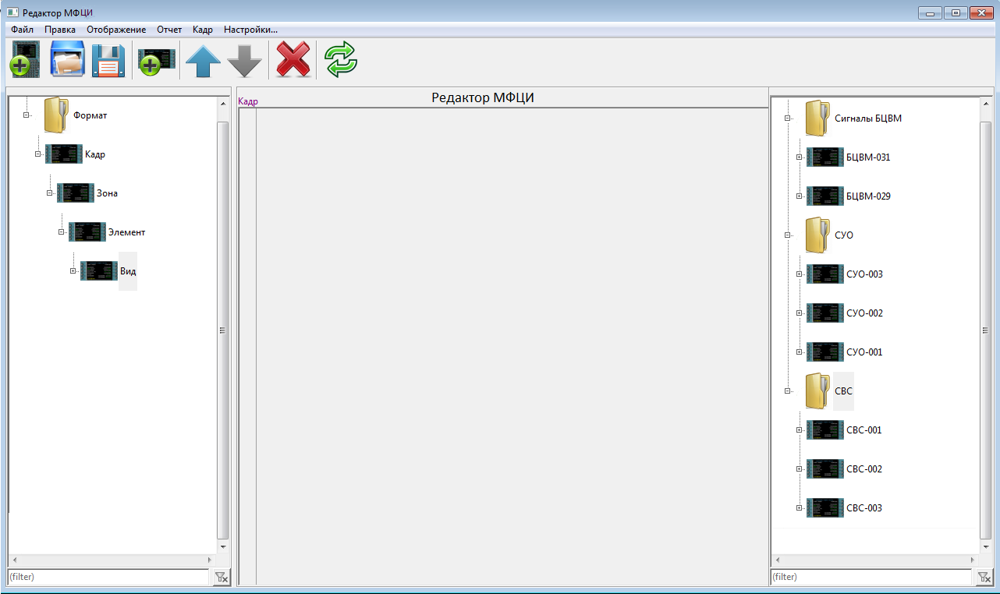 Редактор МФЦИ
Файл Правка Отображение Отчет Кадр Настройки...
Формат
Кадр
Зона
Элемент
Вид
(filter)
Кадр
Редактор МФЦИ
Сигналы БЦВМ
БЦВМ-031
БЦВМ-029
СУО
СУО-003
СУО-002
СУО-001
СВС
СВС-001
СВС-002
СВС-003
(filter)